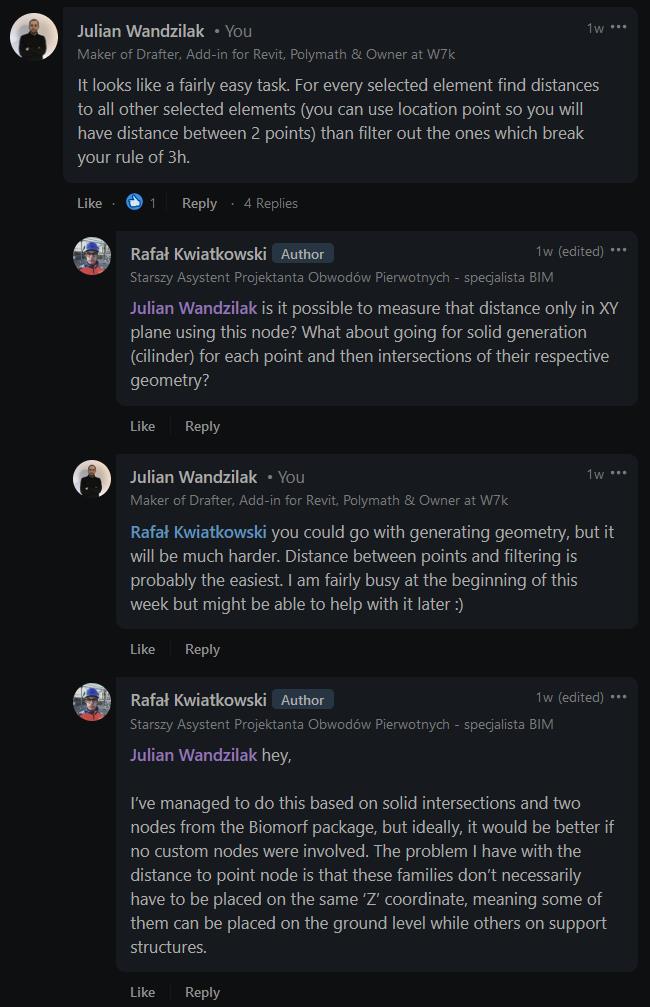 Julian Wandzilak • You 1w •••
Maker of Drafter, Add-in for Revit, Polymath & Owner at W7k
It looks like a fairly easy task. For every selected element find distances
to all other selected elements (you can use location point so you will
have distance between 2 points) than filter out the ones which break
your rule of 3h.
Like · 1 Reply · 4 Replies
Rafał Kwiatkowski Author 1w (edited) •••
Starszy Asystent Projektanta Obwodów Pierwotnych - specjalista BIM
Julian Wandzilak is it possible to measure that distance only in XY
plane using this node? What about going for solid generation
(cilinder) for each point and then intersections of their respective
geometry?
Like Reply
Julian Wandzilak • You 1w •••
Maker of Drafter, Add-in for Revit, Polymath & Owner at W7k
Rafał Kwiatkowski you could go with generating geometry, but it
will be much harder. Distance between points and filtering is
probably the easiest. I am fairly busy at the beginning of this
week but might be able to help with it later :)
Like Reply
Rafał Kwiatkowski Author 1w (edited) •••
Starszy Asystent Projektanta Obwodów Pierwotnych - specjalista BIM
Julian Wandzilak hey,
I’ve managed to do this based on solid intersections and two
nodes from the Biomorf package, but ideally, it would be better if
no custom nodes were involved. The problem I have with the
distance to point node is that these families don’t necessarily
have to be placed on the same ‘Z’ coordinate, meaning some of
them can be placed on the ground level while others on support
structures.
Like Reply